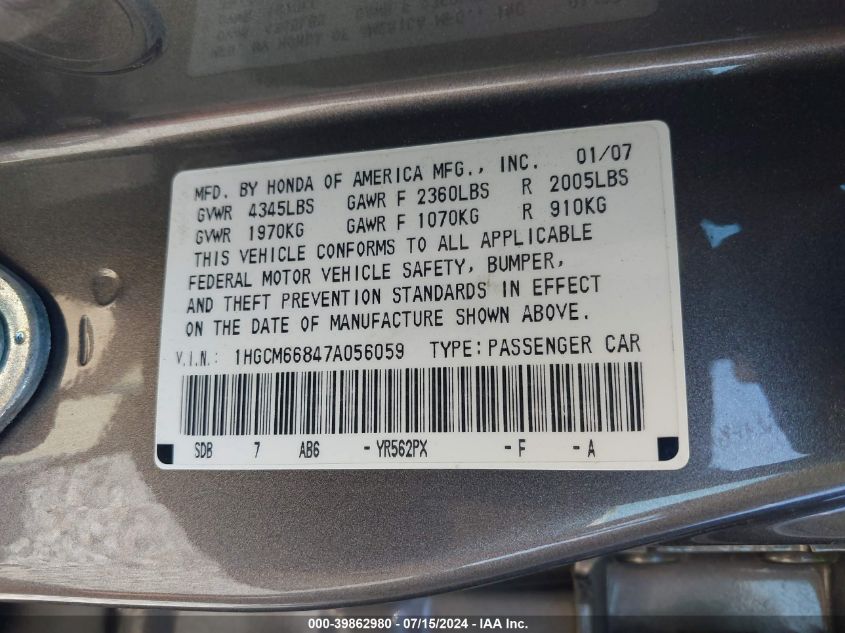 MFD. BY HONDA OF AMERICA MFG., INC. 01/07
GVWR 4345LBS GAWR F 2360LBS R 2005LBS
GVWR 1970KG GAWR F 1070KG R 910KG
THIS VEHICLE CONFORMS TO ALL APPLICABLE
FEDERAL MOTOR VEHICLE SAFETY, BUMPER,
AND THEFT PREVENTION STANDARDS IN EFFECT
ON THE DATE OF MANUFACTURE SHOWN ABOVE.
V.I.N.: 1HGCM66847A056059 TYPE: PASSENGER CAR
SDB 7 AB6 - YR562PX - F - A
000-39862980 - 07/15/2024 - IAA Inc.